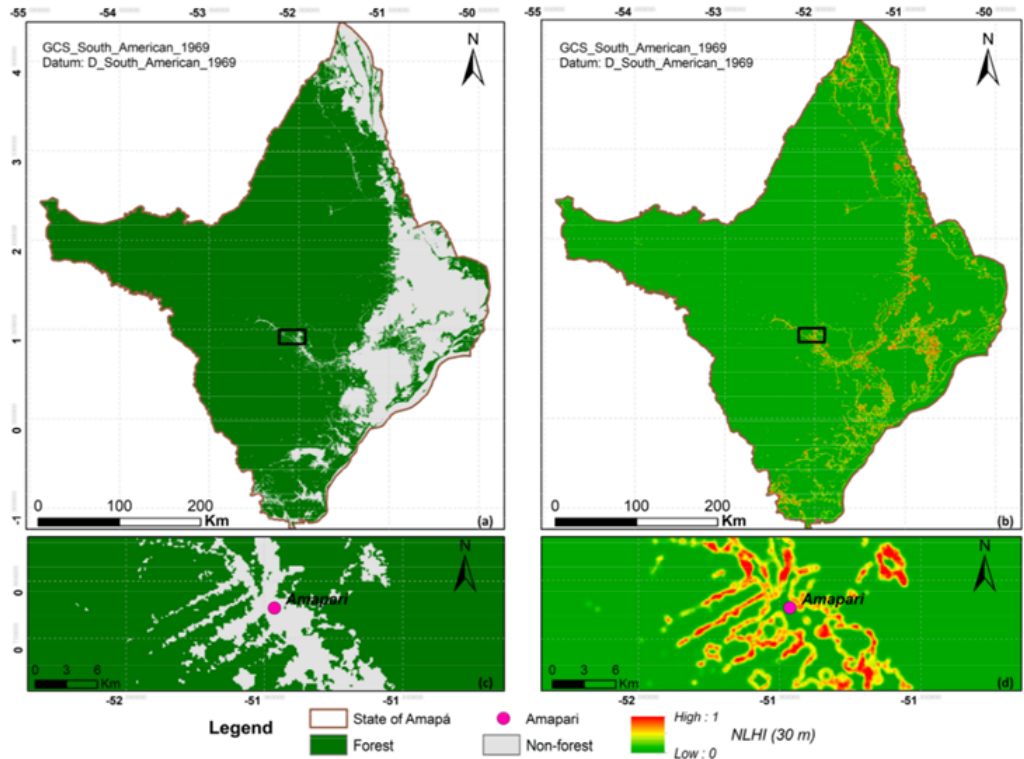 -55 -54 -53 -52 -51 -50
-55 -54 -53 -52 -51 -50
GCS_South_American_1969
Datum: D_South_American_1969
N
GCS_South_American_1969
Datum: D_South_American_1969
N
4
3
2
1
0
-1
0 100 200
Km
(a)
0 100 200
Km
(b)
N
Amapari
0
0
0 3 6
Km
(c)
N
Amapari
0 3 6
Km
(d)
-52 -51 -51
-52 -51 -51
Legend
State of Amapá
Amapari
Forest
Non-forest
High : 1
NLHI (30 m)
Low : 0